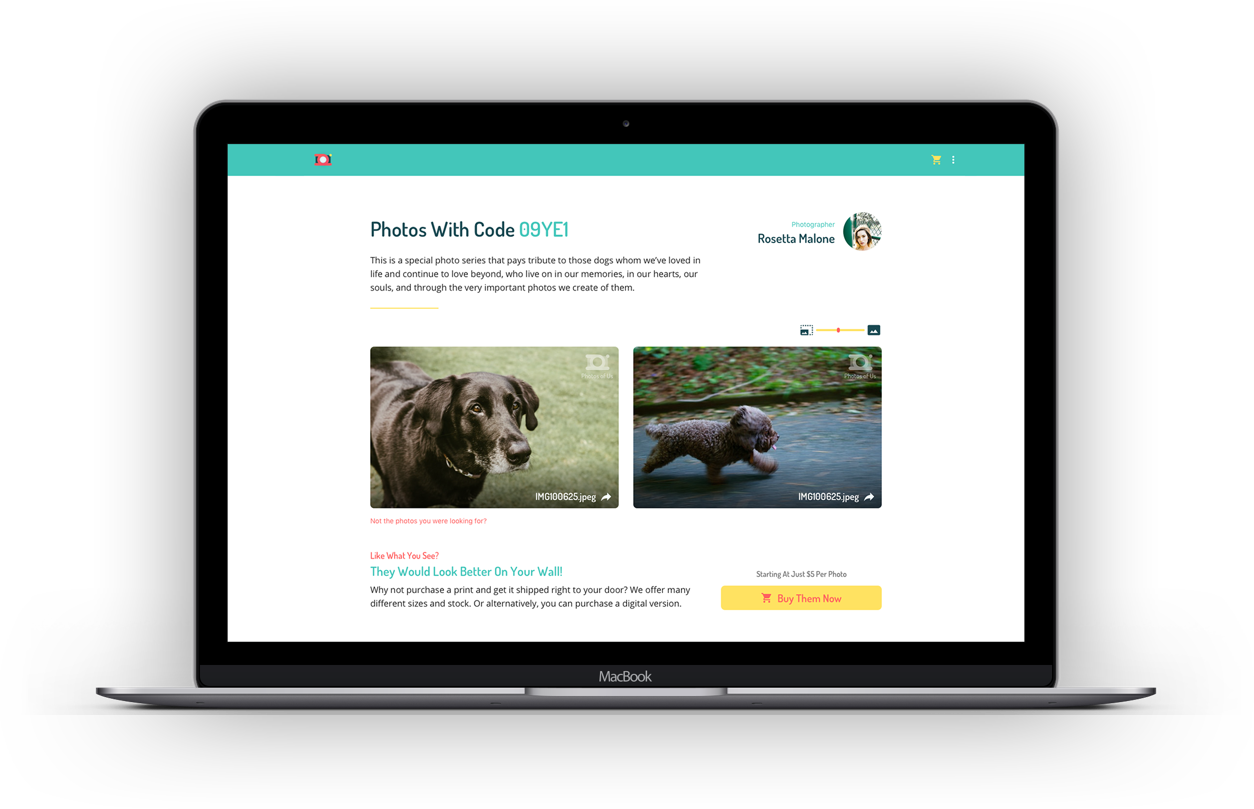 Photos With Code 09YE1
Photographer
Rosetta Malone
This is a special photo series that pays tribute to those dogs whom we've loved in
life and continue to love beyond, who live on in our memories, in our hearts, our
souls, and through the very important photos we create of them.
Photos of Us
Photos of Us
IMG100625.jpeg
IMG100625.jpeg
Not the photos you were looking for?
Like What You See?
They Would Look Better On Your Wall!
Why not purchase a print and get it shipped right to your door? We offer many
different sizes and stock. Or alternatively, you can purchase a digital version.
Starting At Just $5 Per Photo
Buy Them Now
MacBook